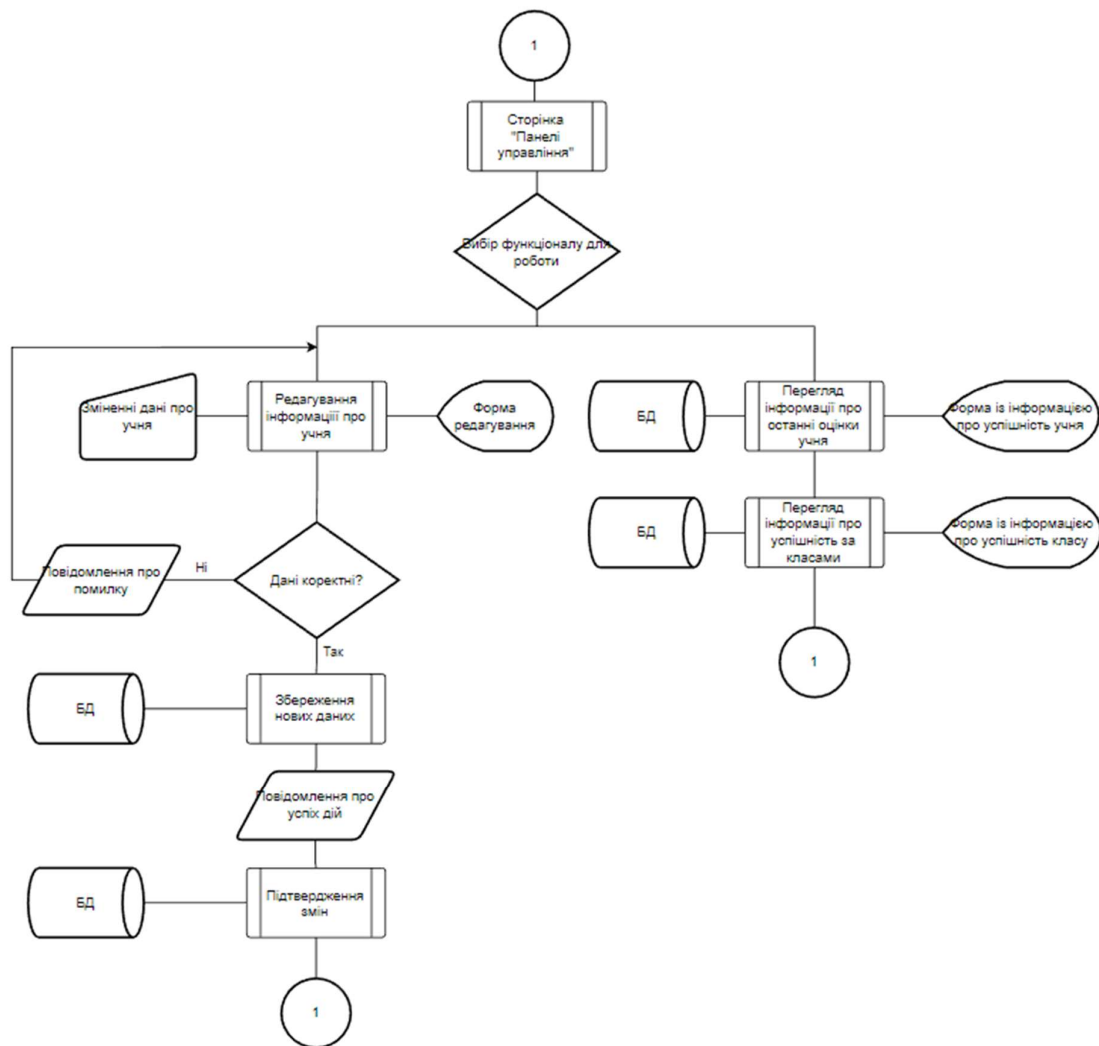 1
Сторінка
"Панелі
управління"
Вибір функціоналу для
роботи
Зміненні дані про
учня
Редагування
інформаціії про
учня
Форма
редагування
БД
Перегляд
інформації про
останні оцінки
учня
Форма із інформацією
про успішність учня
БД
Перегляд
інформації про
успішність за
класами
Форма із інформацією
про успішність класу
Повідомлення про
помилку
Ні
Дані коректні?
Так
1
БД
Збереження
нових даних
Повідомлення про
успіх дій
БД
Підтвердження
змін
1